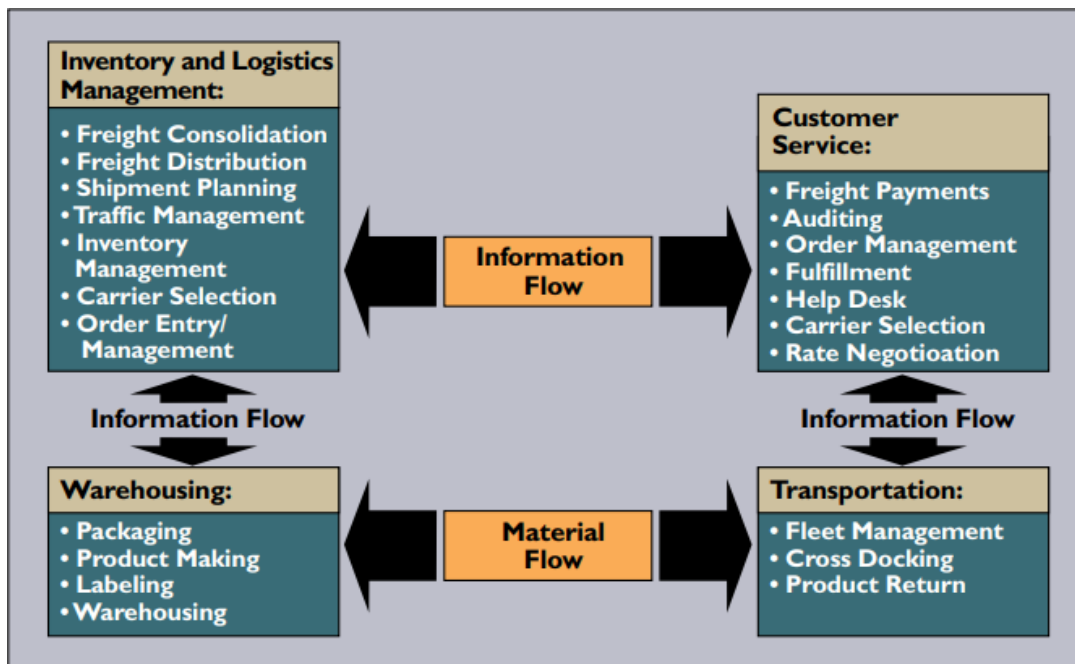 Inventory and Logistics
Management:
• Freight Consolidation
• Freight Distribution
• Shipment Planning
• Traffic Management
• Inventory
Management
• Carrier Selection
• Order Entry/
Management
Customer
Service:
• Freight Payments
• Auditing
• Order Management
• Fulfillment
• Help Desk
• Carrier Selection
• Rate Negotioation
Information
Flow
Information Flow
Information Flow
Warehousing:
• Packaging
• Product Making
• Labeling
• Warehousing
Material
Flow
Transportation:
• Fleet Management
• Cross Docking
• Product Return